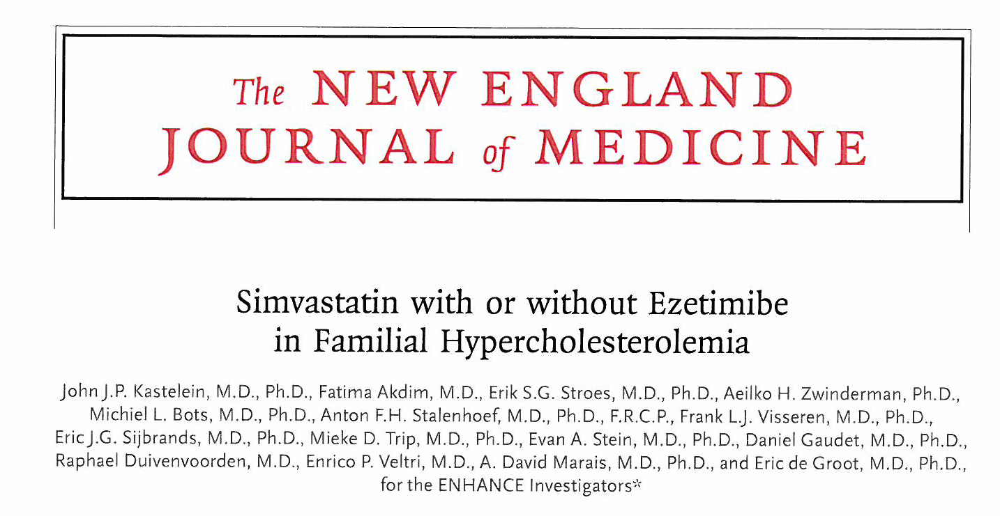 The NEW ENGLAND
JOURNAL of MEDICINE
Simvastatin with or without Ezetimibe
in Familial Hypercholesterolemia
John J.P. Kastelein, M.D., Ph.D., Fatima Akdim, M.D., Erik S.G. Stroes, M.D., Ph.D., Aeilko H. Zwinderman, Ph.D.,
Michiel L. Bots, M.D., Ph.D., Anton F.H. Stalenhoef, M.D., Ph.D., F.R.C.P., Frank L.J. Visseren, M.D., Ph.D.,
Eric J.G. Sijbrands, M.D., Ph.D., Mieke D. Trip, M.D., Ph.D., Evan A. Stein, M.D., Ph.D., Daniel Gaudet, M.D., Ph.D.,
Raphael Duivenvoorden, M.D., Enrico P. Veltri, M.D., A. David Marais, M.D., Ph.D., and Eric de Groot, M.D., Ph.D.,
for the ENHANCE Investigators*